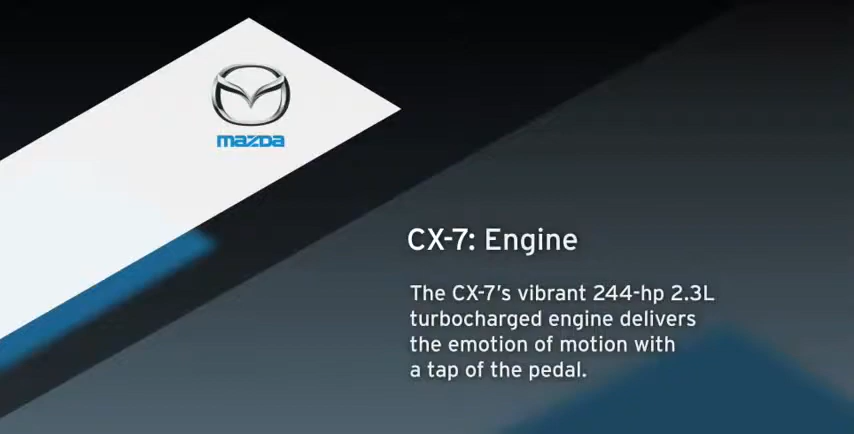 mazda
CX-7: Engine
The CX-7's vibrant 244-hp 2.3L
turbocharged engine delivers
the emotion of motion with
a tap of the pedal.